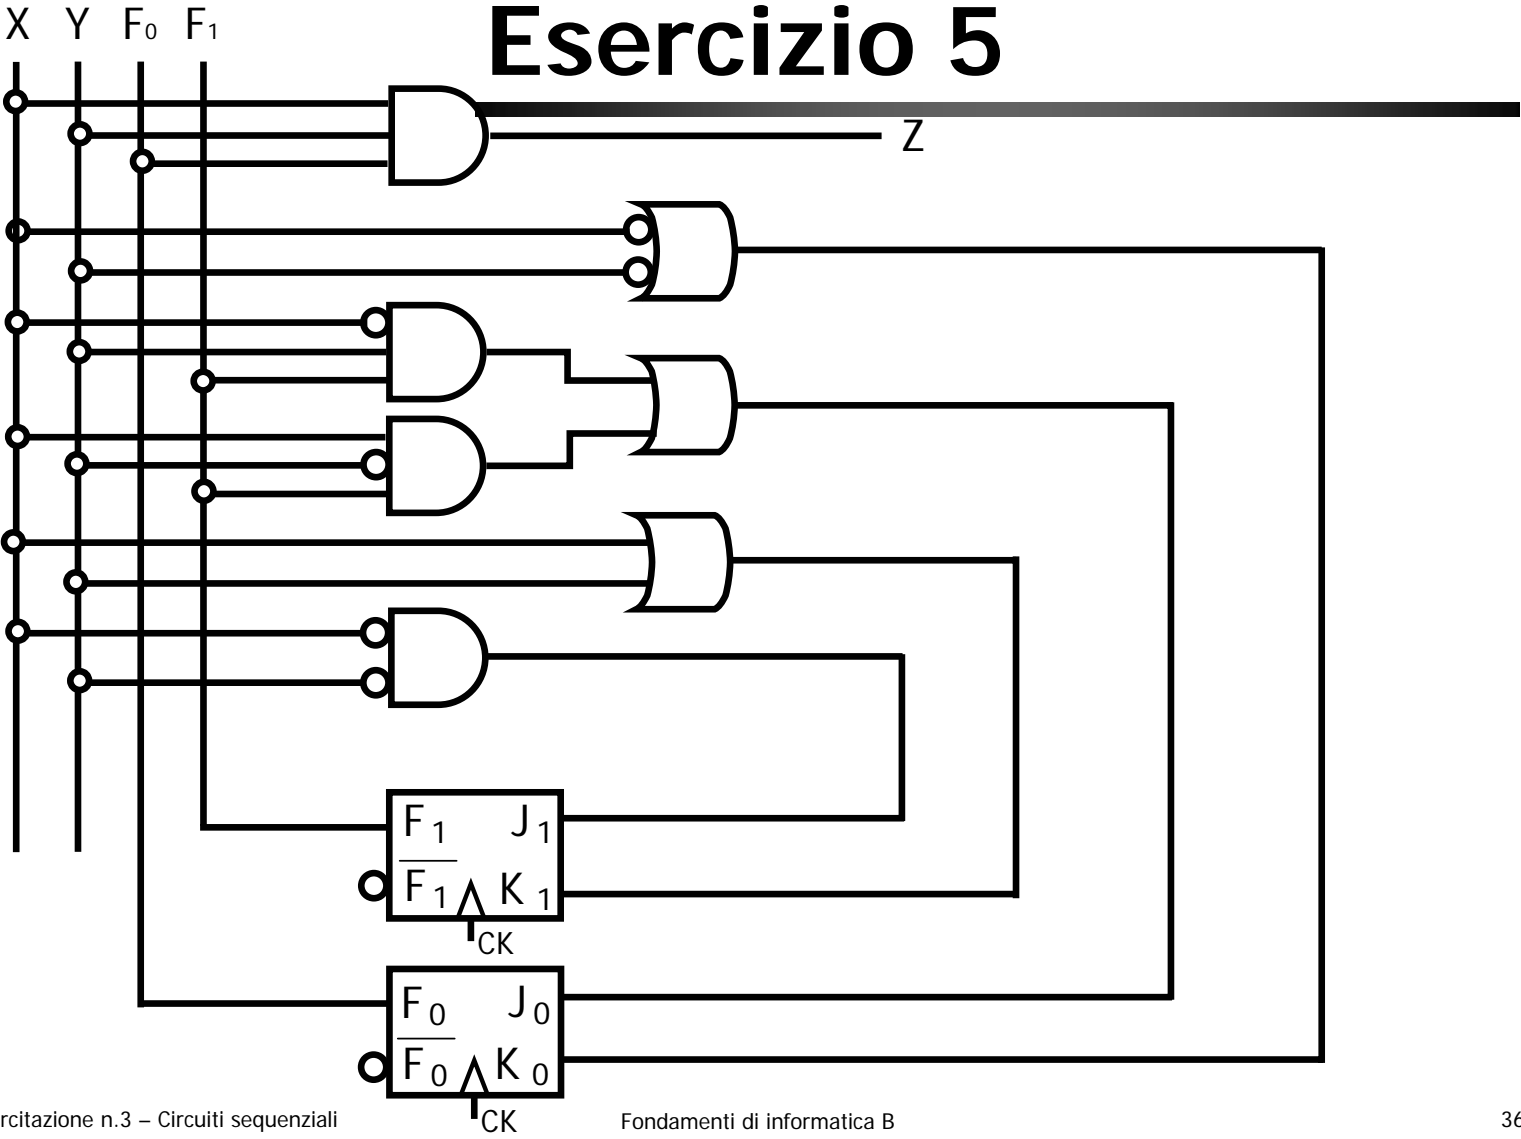 Esercizio 5
X Y F0 F1
Z
F1 J1
F1 K1
CK
F0 J0
F0 K0
CK
rcitazione n.3 – Circuiti sequenziali Fondamenti di informatica B 36